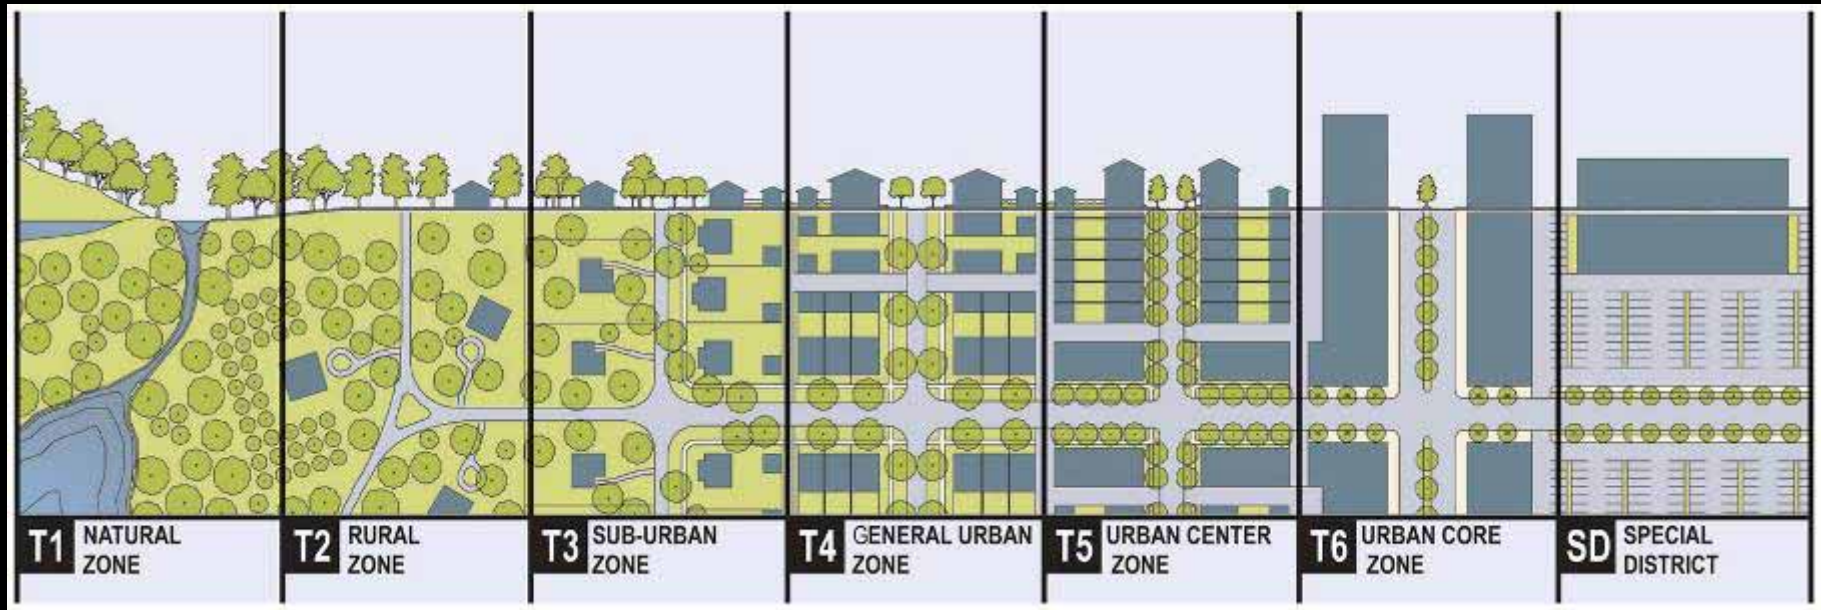 T1 NATURAL
ZONE
T2 RURAL
ZONE
T3 SUB-URBAN
ZONE
T4 GENERAL URBAN
ZONE
T5 URBAN CENTER
ZONE
T6 URBAN CORE
ZONE
SD SPECIAL
DISTRICT